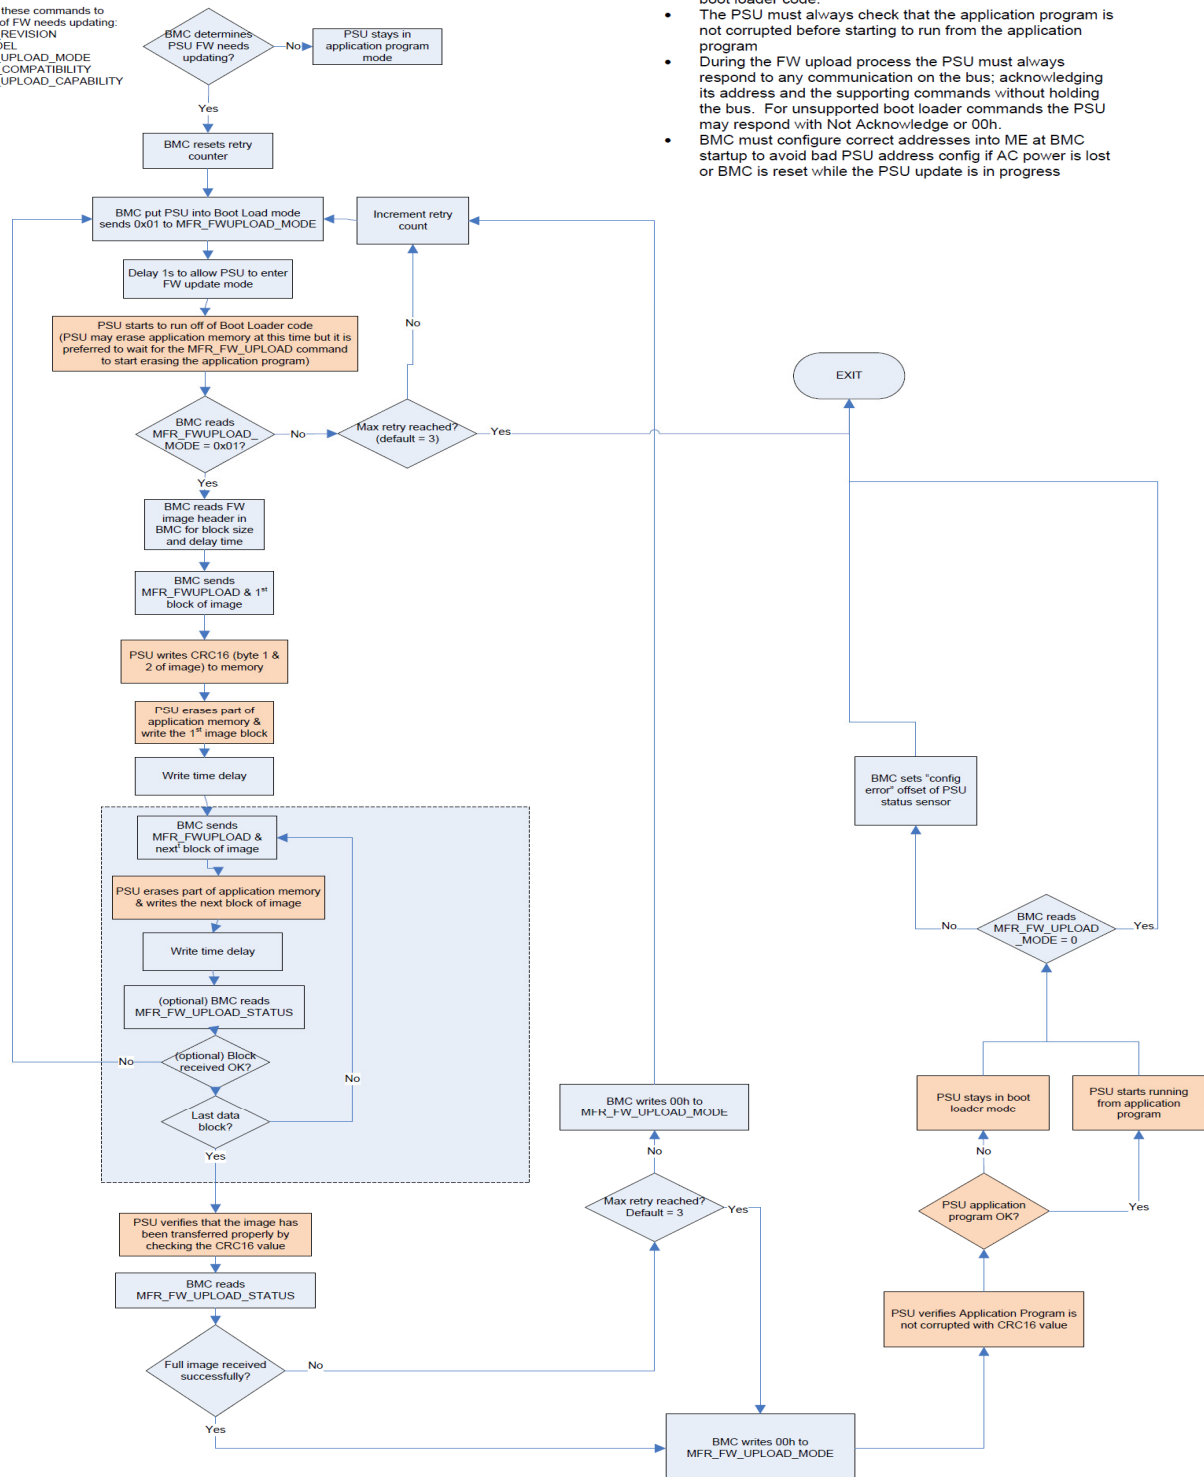 these commands to
of FW needs updating:
REVISION
DEL
UPLOAD_MODE
COMPATIBILITY
UPLOAD_CAPABILITY
boot loader code.
• The PSU must always check that the application program is
not corrupted before starting to run from the application
program
• During the FW upload process the PSU must always
respond to any communication on the bus; acknowledging
its address and the supporting commands without holding
the bus. For unsupported boot loader commands the PSU
may respond with Not Acknowledge or 00h.
• BMC must configure correct addresses into ME at BMC
startup to avoid bad PSU address config if AC power is lost
or BMC is reset while the PSU update is in progress
BMC determines
PSU FW needs
updating?
No
PSU stays in
application program
mode
Yes
BMC resets retry
counter
BMC put PSU into Boot Load mode
sends 0x01 to MFR_FWUPLOAD_MODE
Increment retry
count
Delay 1s to allow PSU to enter
FW update mode
PSU starts to run off of Boot Loader code
(PSU may erase application memory at this time but it is
preferred to wait for the MFR_FW_UPLOAD command
to start erasing the application program)
No
EXIT
BMC reads
MFR_FWUPLOAD_
MODE = 0x01?
No
Max retry reached?
(default = 3)
Yes
Yes
BMC reads FW
image header in
BMC for block size
and delay time
BMC sends
MFR_FWUPLOAD & 1st
block of image
PSU writes CRC16 (byte 1 &
2 of image) to memory
PSU erases part of
application memory &
write the 1st image block
Write time delay
BMC sets "config
error" offset of PSU
status sensor
BMC sends
MFR_FWUPLOAD &
next block of image
PSU erases part of application memory
& writes the next block of image
No
BMC reads
MFR_FW_UPLOAD
_MODE = 0
Yes
Write time delay
(optional) BMC reads
MFR_FW_UPLOAD_STATUS
No
(optional) Block
received OK?
No
Last data
block?
Yes
BMC writes 00h to
MFR_FW_UPLOAD_MODE
PSU stays in boot
loader mode
PSU starts running
from application
program
No
No
Max retry reached?
Default = 3
Yes
PSU application
program OK?
Yes
PSU verifies that the image has
been transferred properly by
checking the CRC16 value
BMC reads
MFR_FW_UPLOAD_STATUS
PSU verifies Application Program is
not corrupted with CRC16 value
Full image received
successfully?
No
Yes
BMC writes 00h to
MFR_FW_UPLOAD_MODE